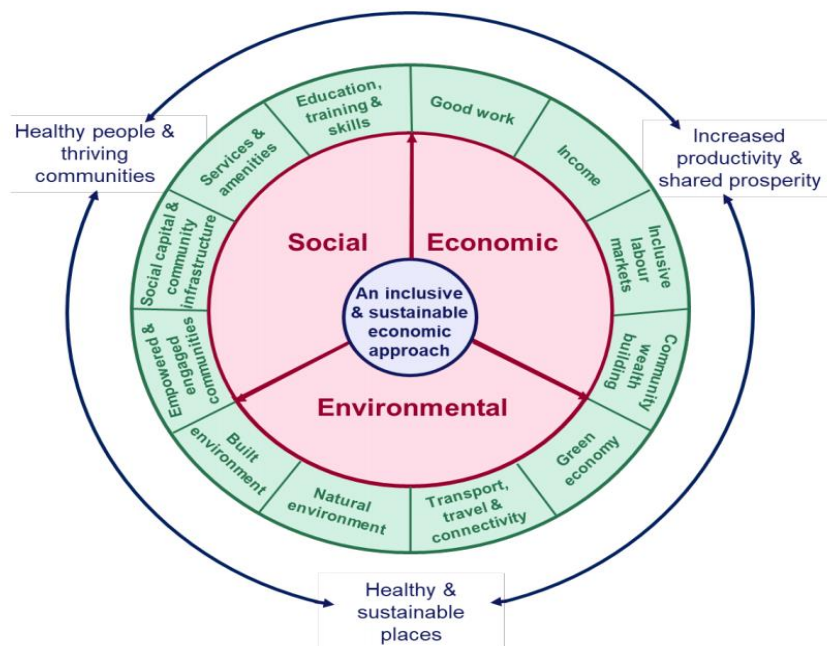 Education,
training &
skills
Good work
Healthy people &
thriving
communities
Increased
productivity &
shared prosperity
Services &
amenities
Income
Social capital &
community
infrastructure
Inclusive
labour
markets
Social
Economic
An inclusive
& sustainable
economic
approach
Empowered &
engaged
communities
Community
wealth
building
Environmental
Built
environment
Green
economy
Natural
environment
Transport,
travel &
connectivity
Healthy &
sustainable
places